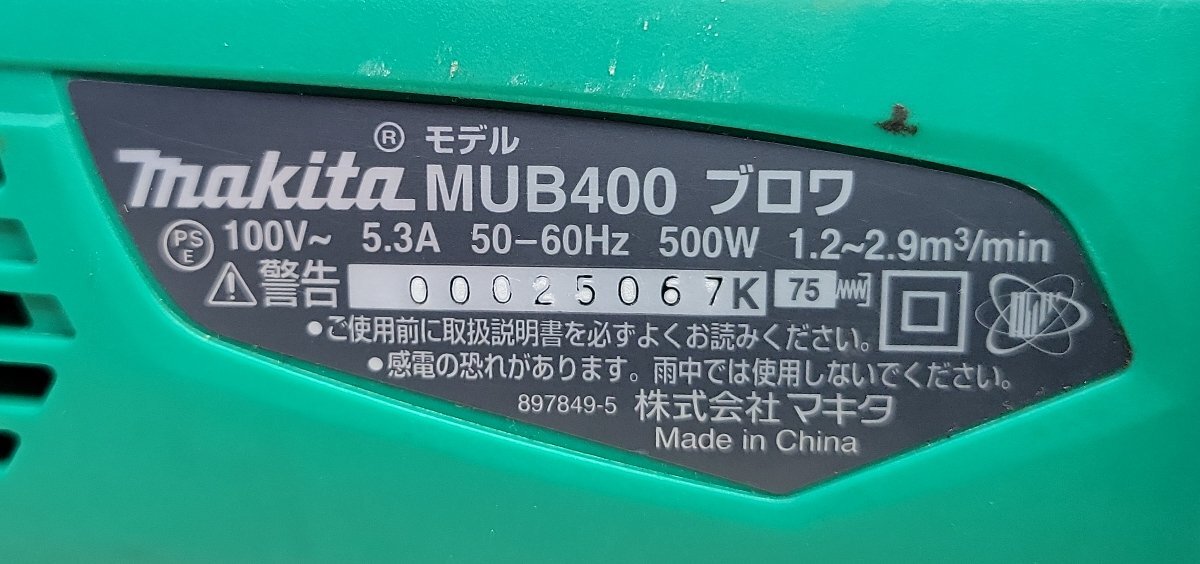 ® モデル
makita MUB400 ブロワ
PS E 100V~ 5.3A 50-60Hz 500W 1.2~2.9m³/min
警告 00025067K 75
●ご使用前に取扱説明書を必ずよくお読みください。
●感電の恐れがあります。雨中では使用しないでください。
897849-5 株式会社 マキタ
Made in China